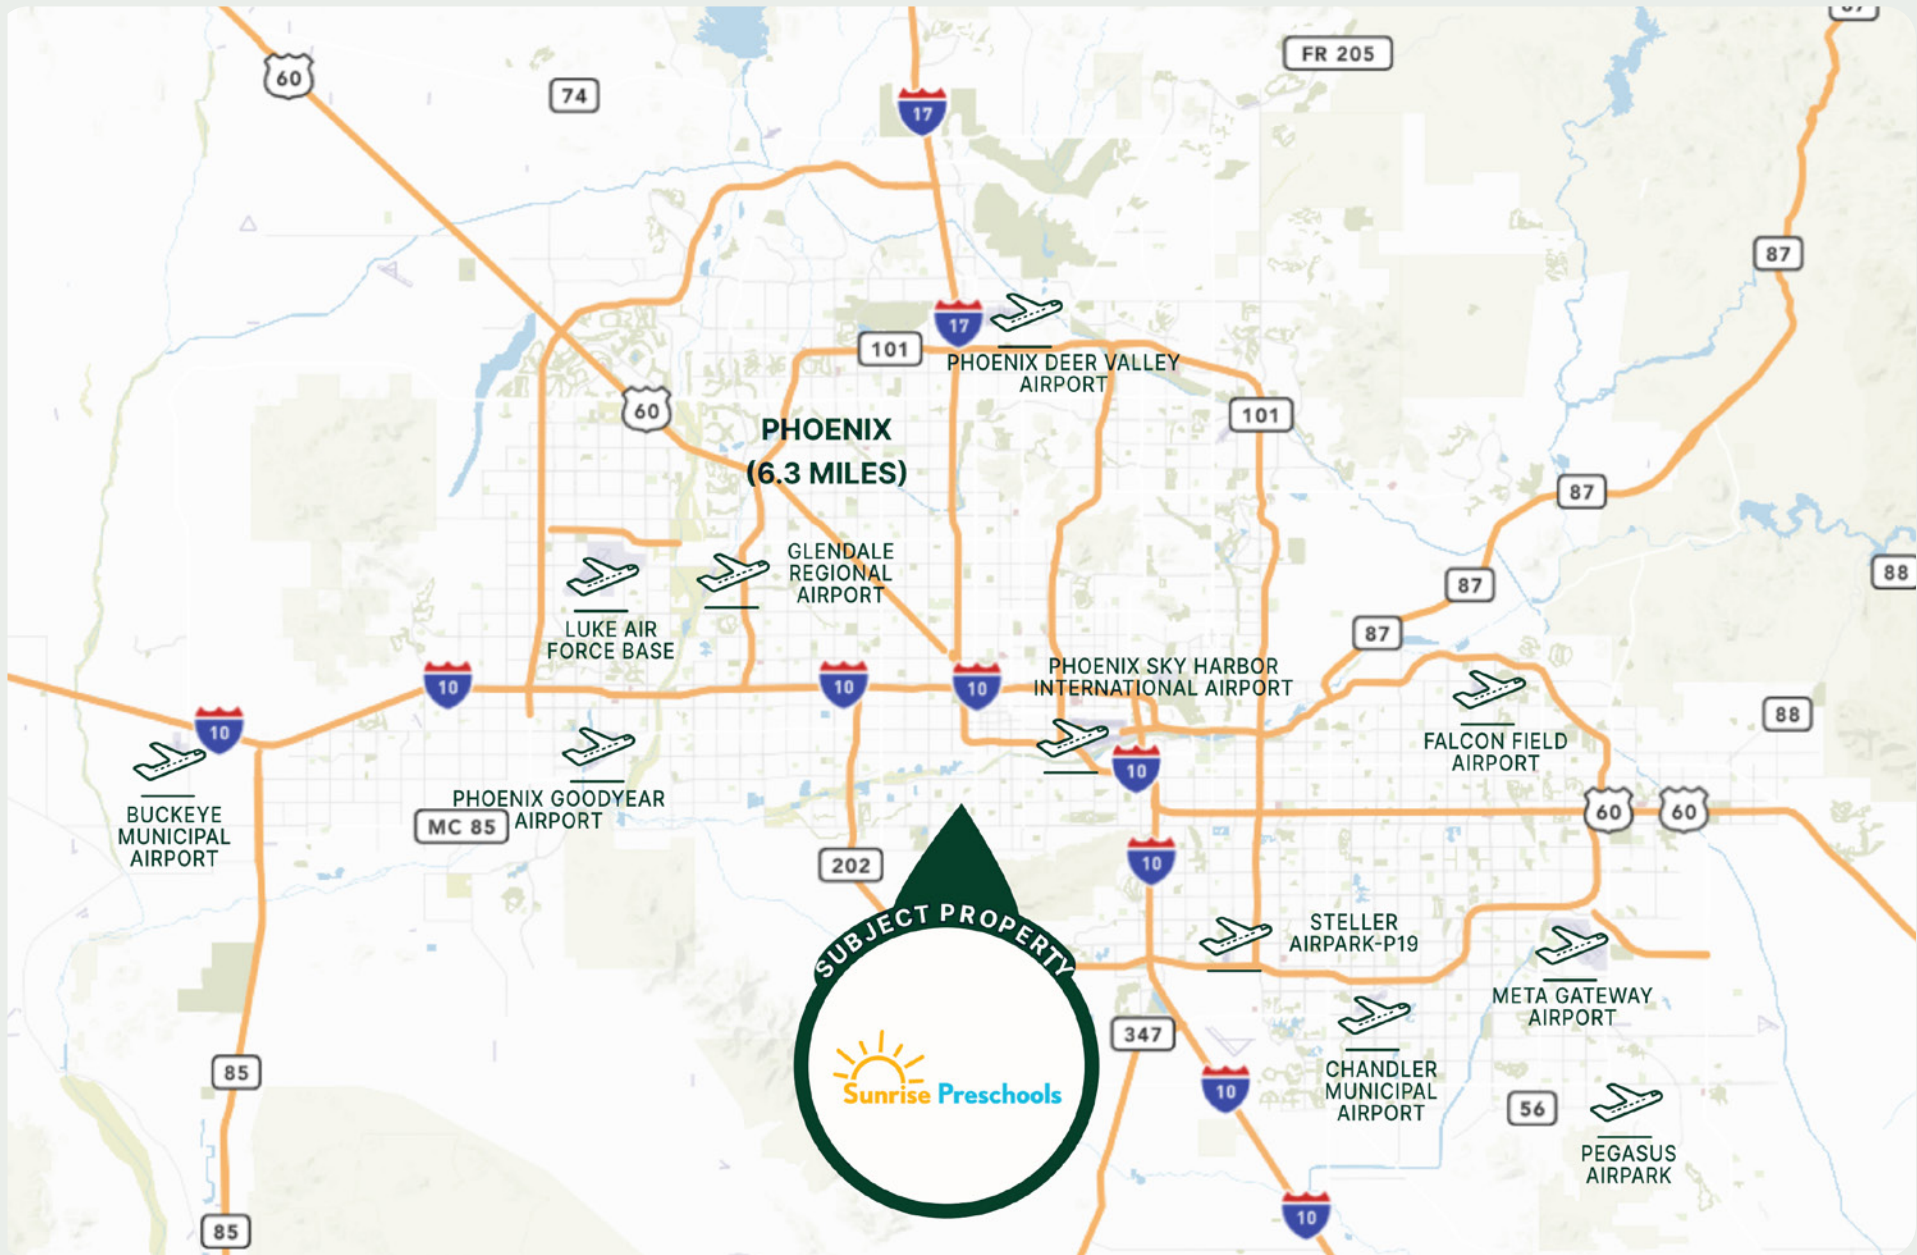 87
60
FR 205
74
17
87
17
101
PHOENIX DEER VALLEY
AIRPORT
60
101
PHOENIX
(6.3 MILES)
87
GLENDALE
REGIONAL
AIRPORT
88
87
LUKE AIR
FORCE BASE
87
PHOENIX SKY HARBOR
INTERNATIONAL AIRPORT
10
10
10
10
88
FALCON FIELD
AIRPORT
10
PHOENIX GOODYEAR
AIRPORT
MC 85
BUCKEYE
MUNICIPAL
AIRPORT
60
60
202
10
SUBJECT PROPERTY
STELLER
AIRPARK-P19
META GATEWAY
AIRPORT
347
85
Sunrise Preschools
10
CHANDLER
MUNICIPAL
AIRPORT
56
PEGASUS
AIRPARK
85
10